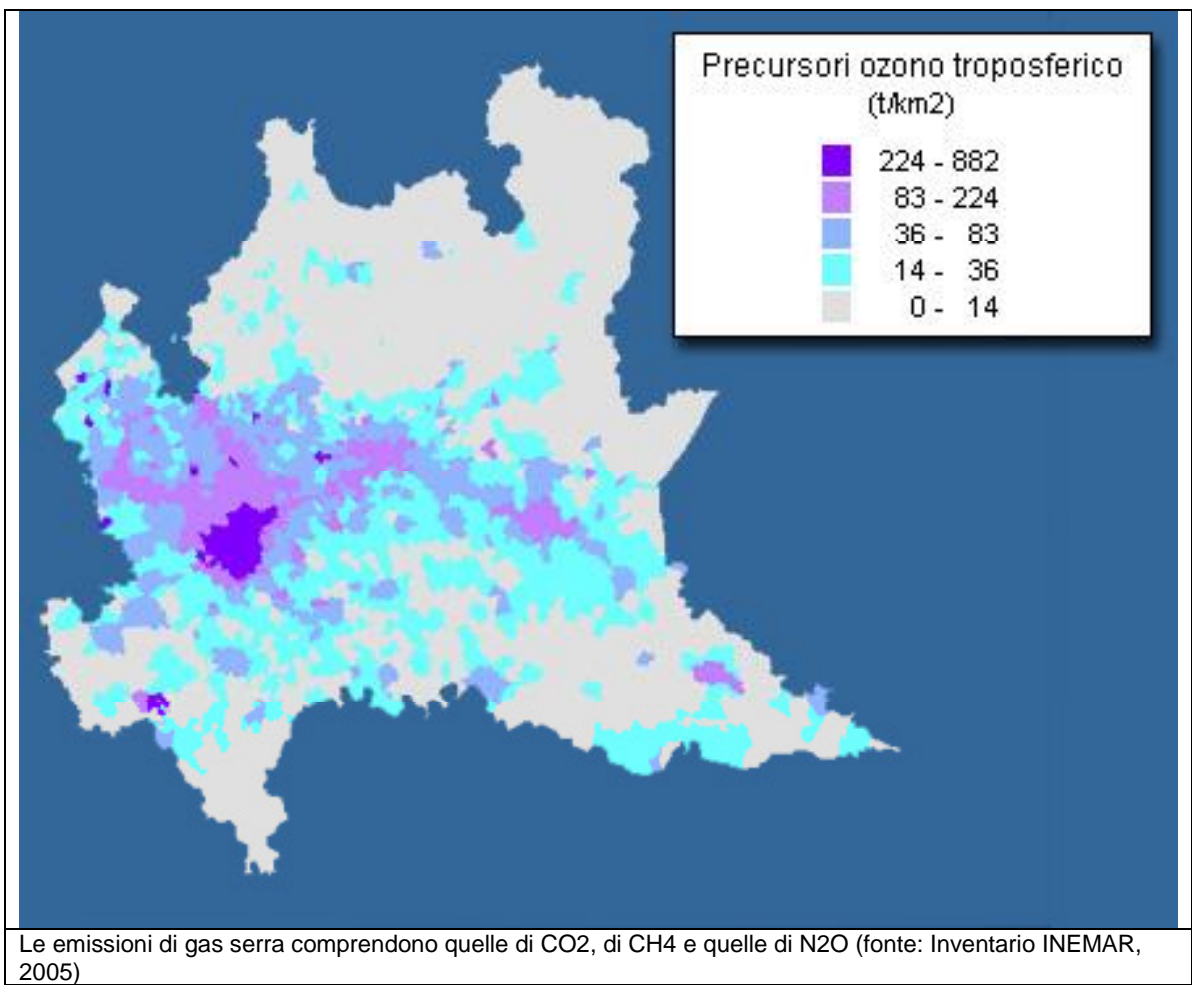 Precursori ozono troposferico
(t/km2)
224 - 882
83 - 224
36 - 83
14 - 36
0 - 14
Le emissioni di gas serra comprendono quelle di CO2, di CH4 e quelle di N2O (fonte: Inventario INEMAR,
2005)